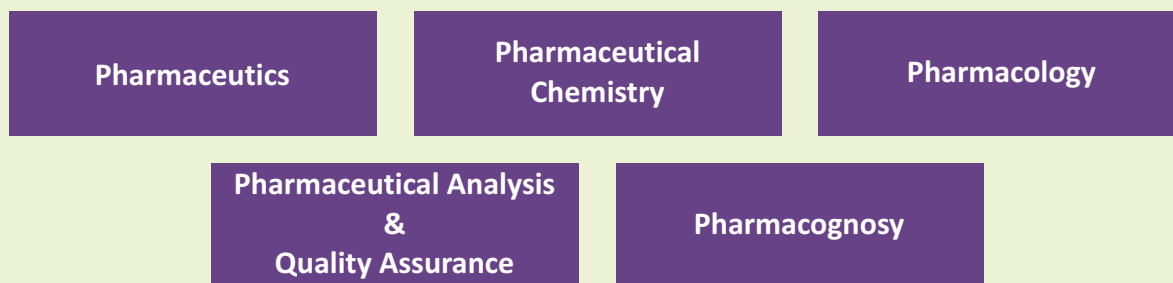 Pharmaceutics
Pharmaceutical
Chemistry
Pharmacology
Pharmaceutical Analysis
&
Quality Assurance
Pharmacognosy